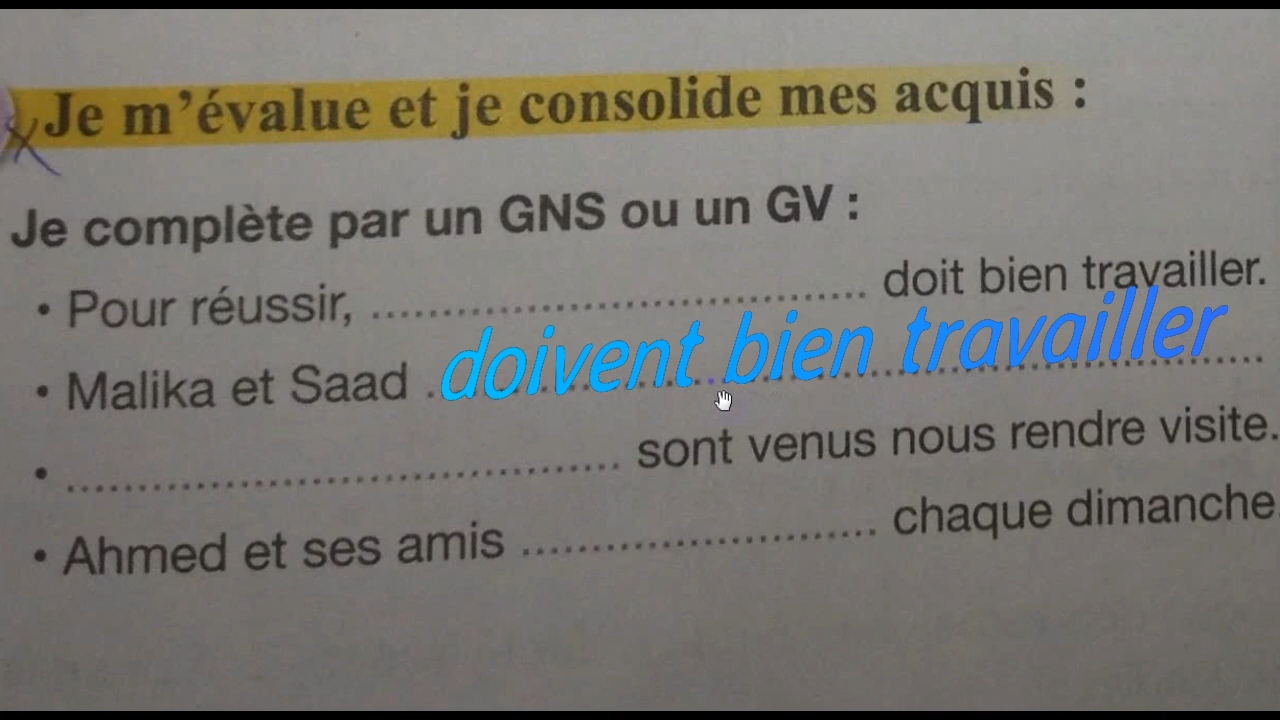 Je m'évalue et je consolide mes acquis :
Je complète par un GNS ou un GV :
• Pour réussir, .......................................... doit bien travailler.
• Malika et Saad . doivent bien travailler ....
• ............................................... sont venus nous rendre visite.
• Ahmed et ses amis .............................. chaque dimanche